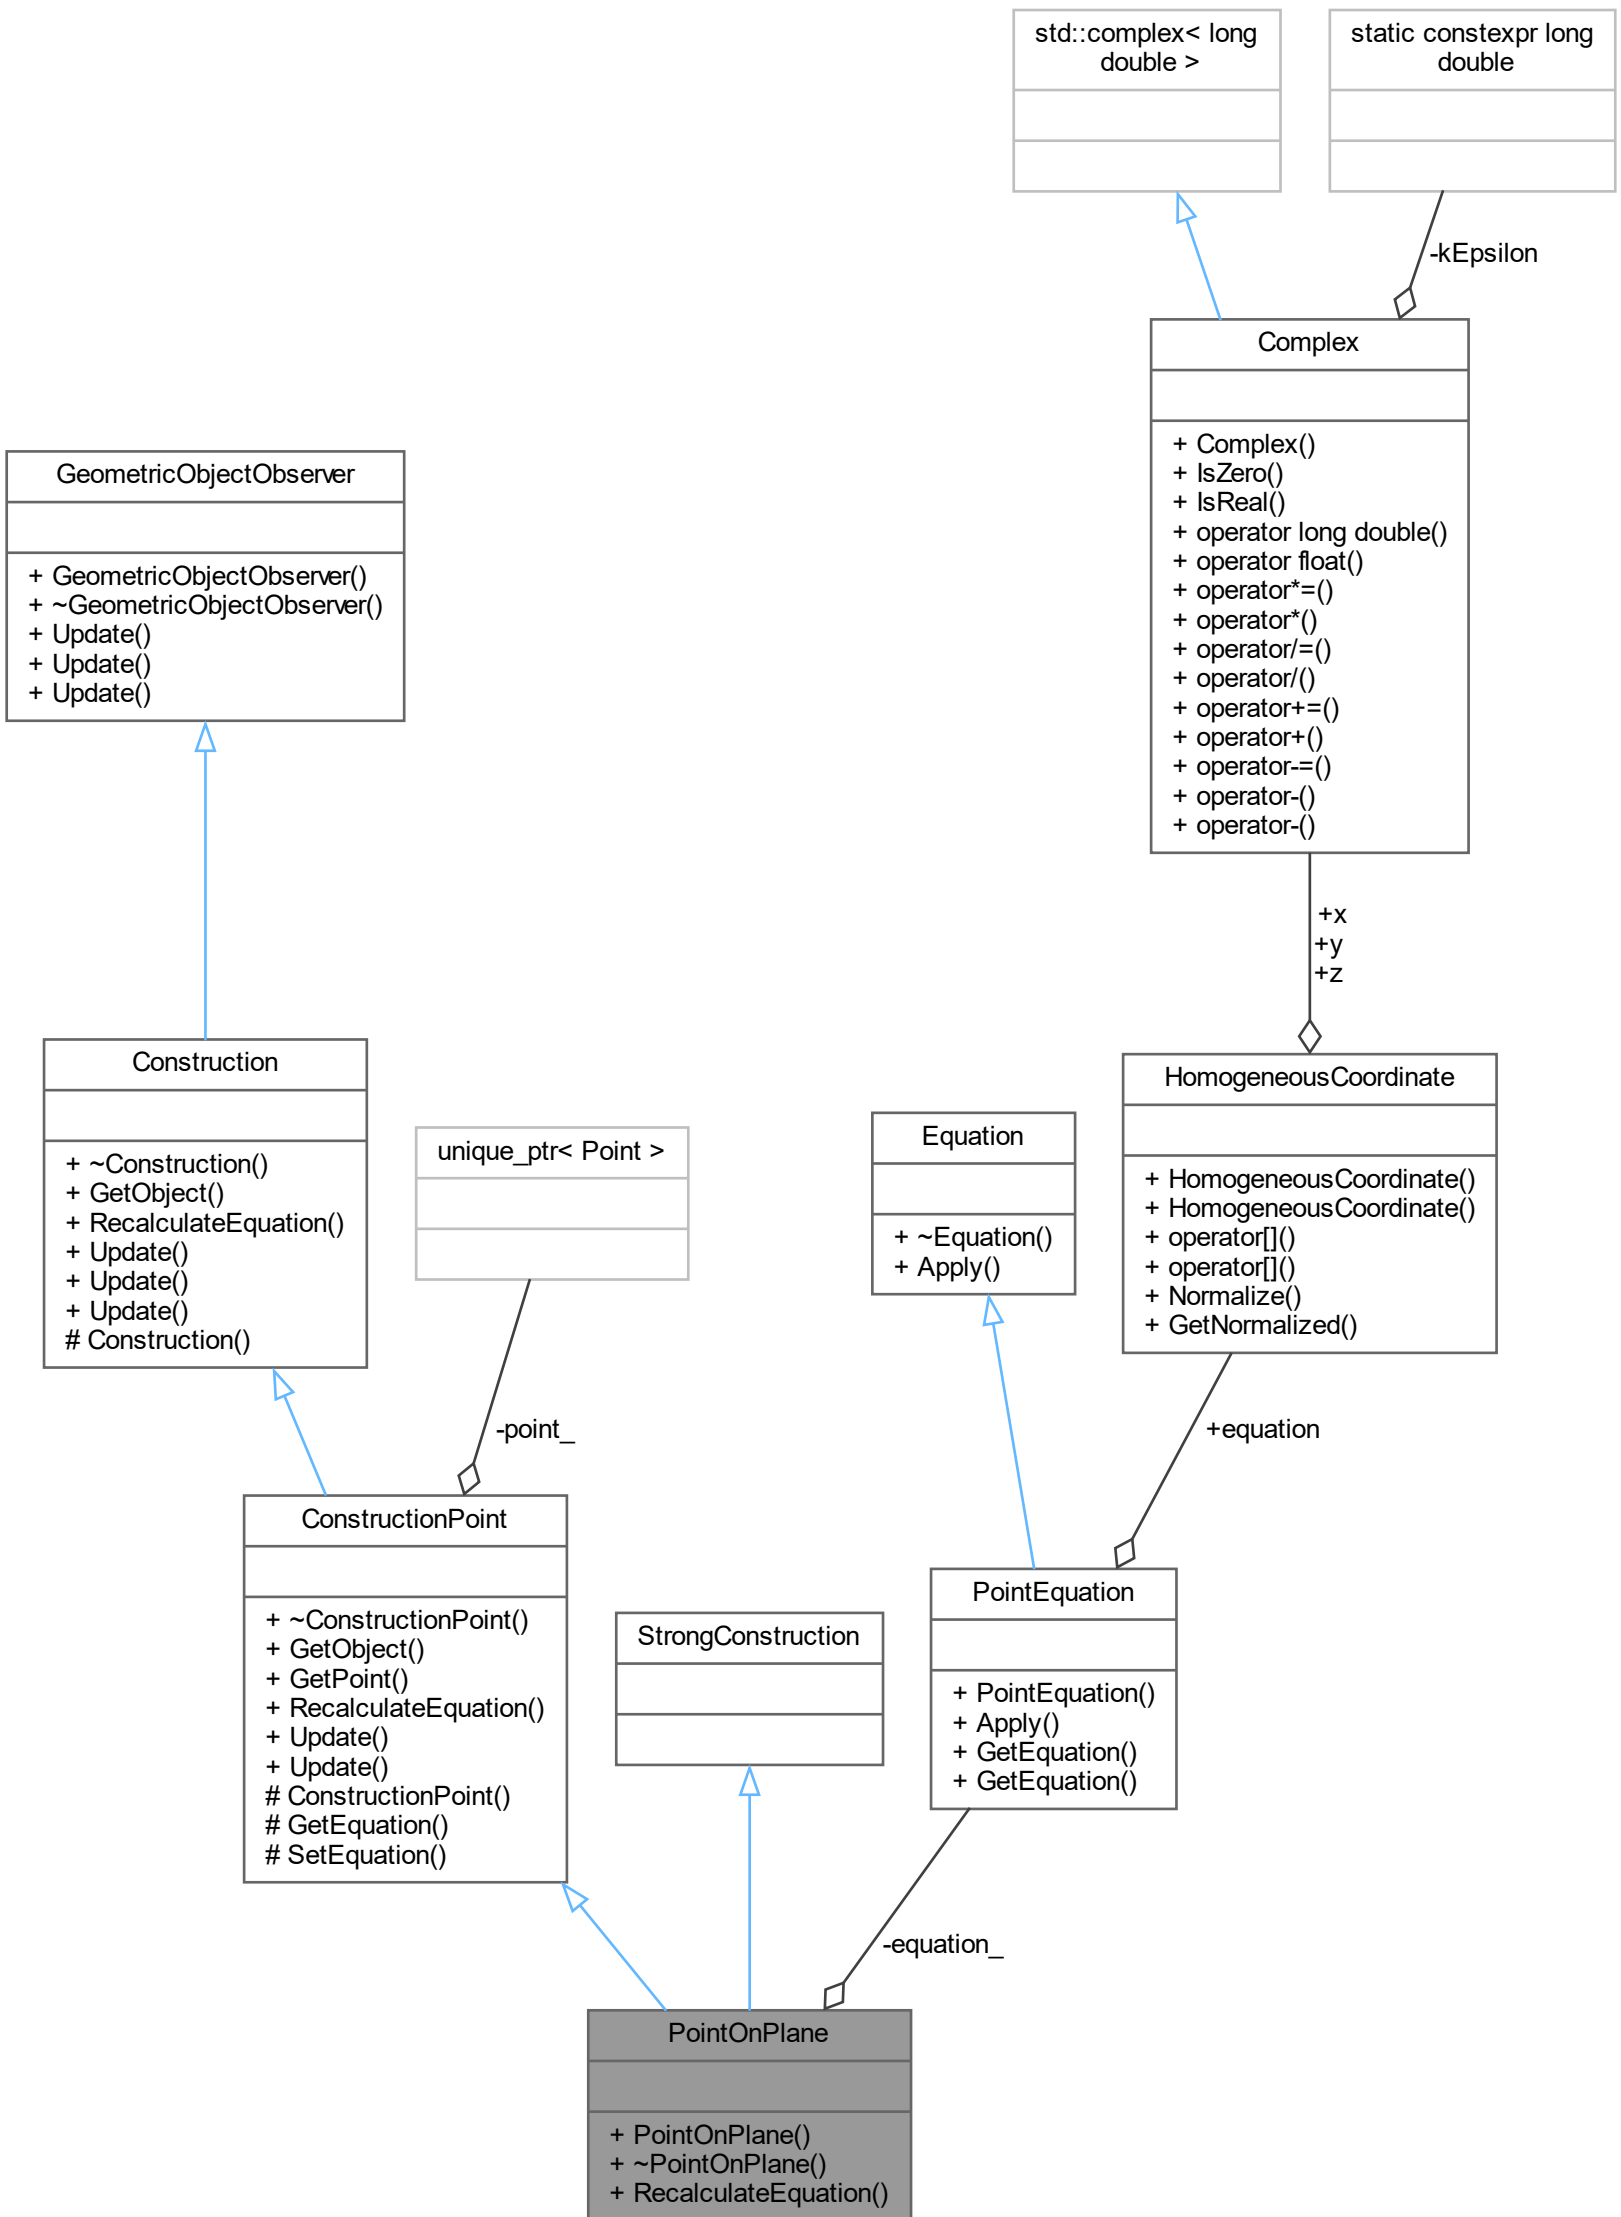 std::complex< long
double >
static constexpr long
double
-kEpsilon
Complex
+ Complex()
+ IsZero()
+ IsReal()
+ operator long double()
+ operator float()
+ operator*=()
+ operator*()
+ operator/=()
+ operator/()
+ operator+=()
+ operator+()
+ operator-=()
+ operator-()
+ operator-()
GeometricObjectObserver
+ GeometricObjectObserver()
+ ~GeometricObjectObserver()
+ Update()
+ Update()
+ Update()
+x
+y
+z
Construction
+ ~Construction()
+ GetObject()
+ RecalculateEquation()
+ Update()
+ Update()
+ Update()
# Construction()
unique_ptr< Point >
Equation
+ ~Equation()
+ Apply()
HomogeneousCoordinate
+ HomogeneousCoordinate()
+ HomogeneousCoordinate()
+ operator[]()
+ operator[]()
+ Normalize()
+ GetNormalized()
-point_
+equation
ConstructionPoint
+ ~ConstructionPoint()
+ GetObject()
+ GetPoint()
+ RecalculateEquation()
+ Update()
+ Update()
# ConstructionPoint()
# GetEquation()
# SetEquation()
StrongConstruction
PointEquation
+ PointEquation()
+ Apply()
+ GetEquation()
+ GetEquation()
-equation_
PointOnPlane
+ PointOnPlane()
+ ~PointOnPlane()
+ RecalculateEquation()